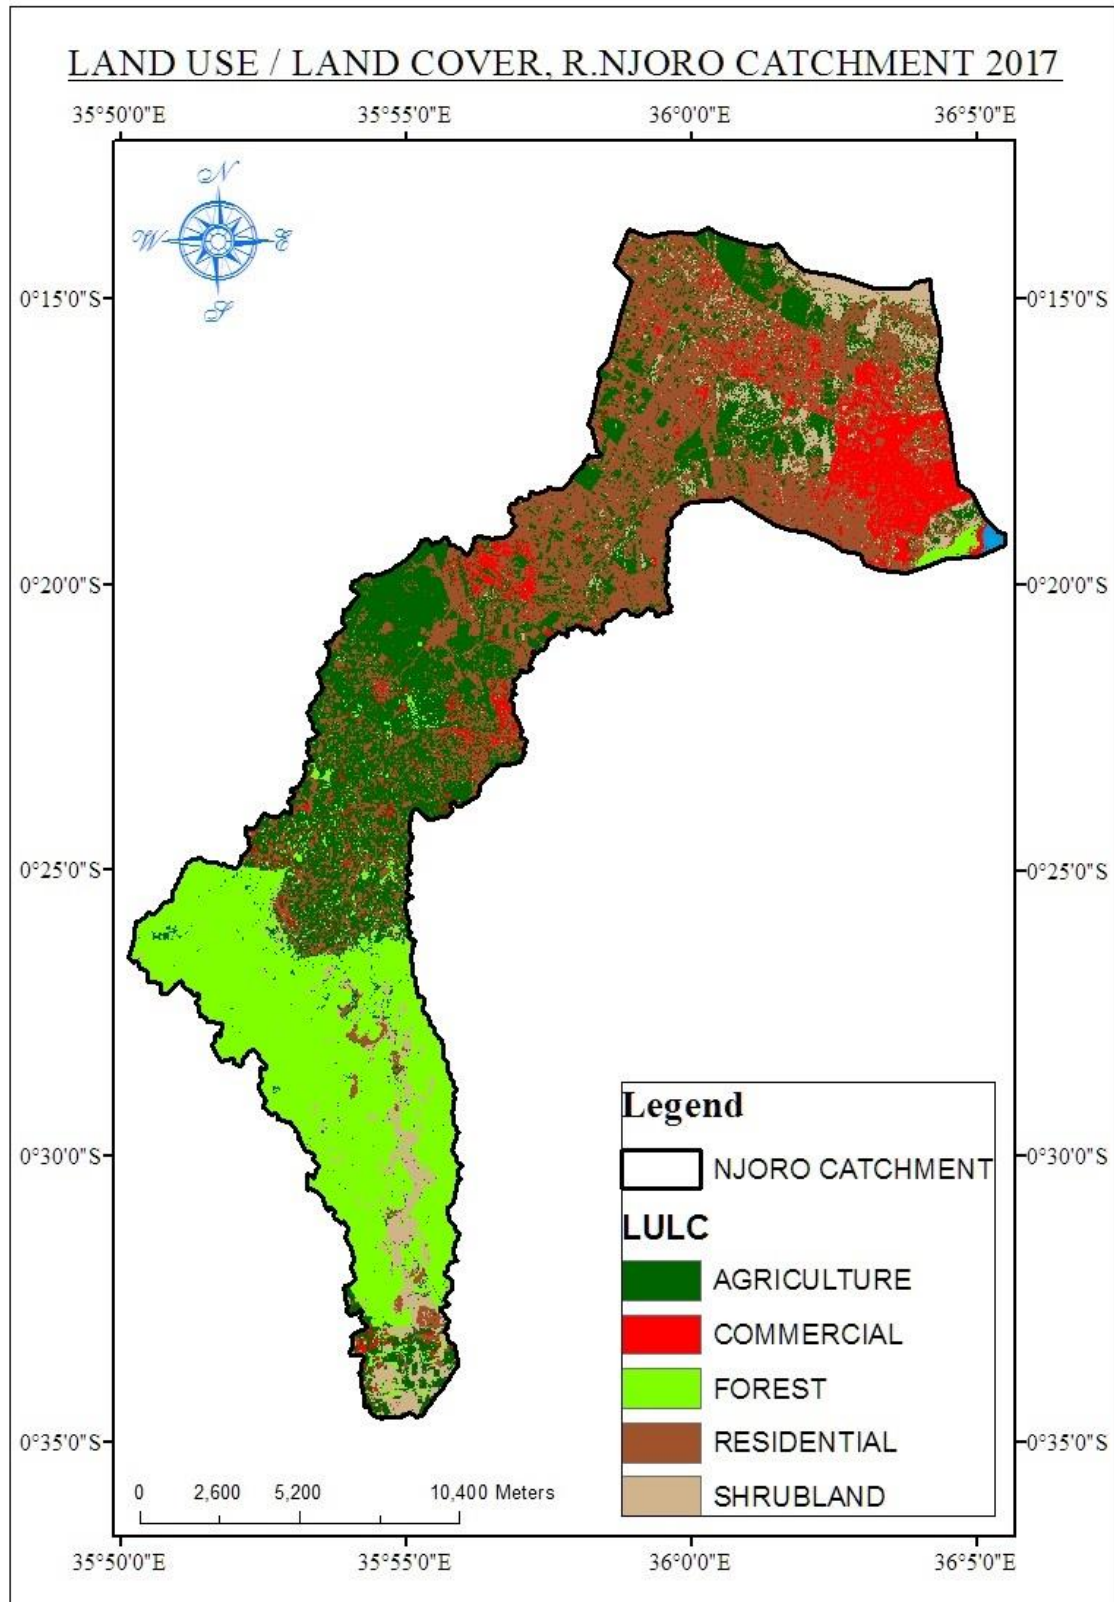 LAND USE / LAND COVER, R.NJORO CATCHMENT 2017
35°50'0"E 35°55'0"E 36°0'0"E 36°5'0"E
N
W E
S
0°15'0"S 0°15'0"S
0°20'0"S 0°20'0"S
0°25'0"S 0°25'0"S
0°30'0"S 0°30'0"S
0°35'0"S 0°35'0"S
Legend
NJORO CATCHMENT
LULC
AGRICULTURE
COMMERCIAL
FOREST
RESIDENTIAL
SHRUBLAND
0 2,600 5,200 10,400 Meters
35°50'0"E 35°55'0"E 36°0'0"E 36°5'0"E